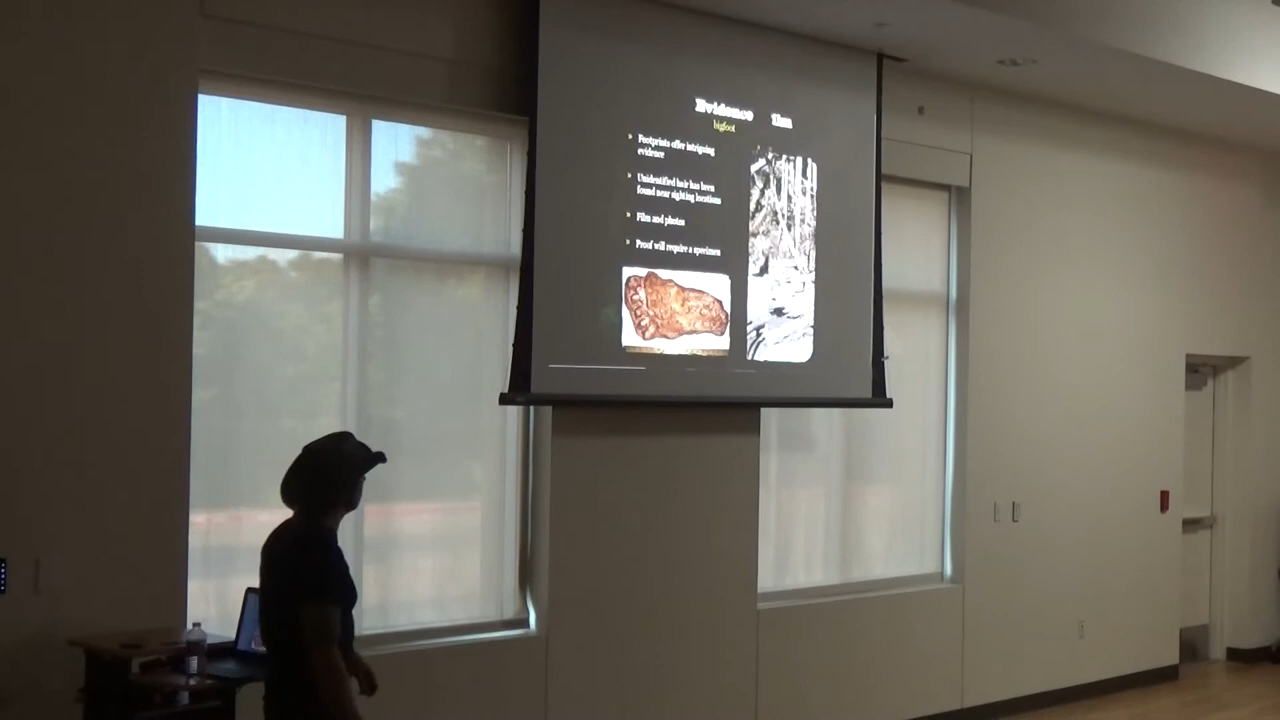 Evidence
bigfoot
Footprints offer intriguing
evidence
Unidentified hair has been
found near sighting locations
Film and photos
Proof will require a specimen